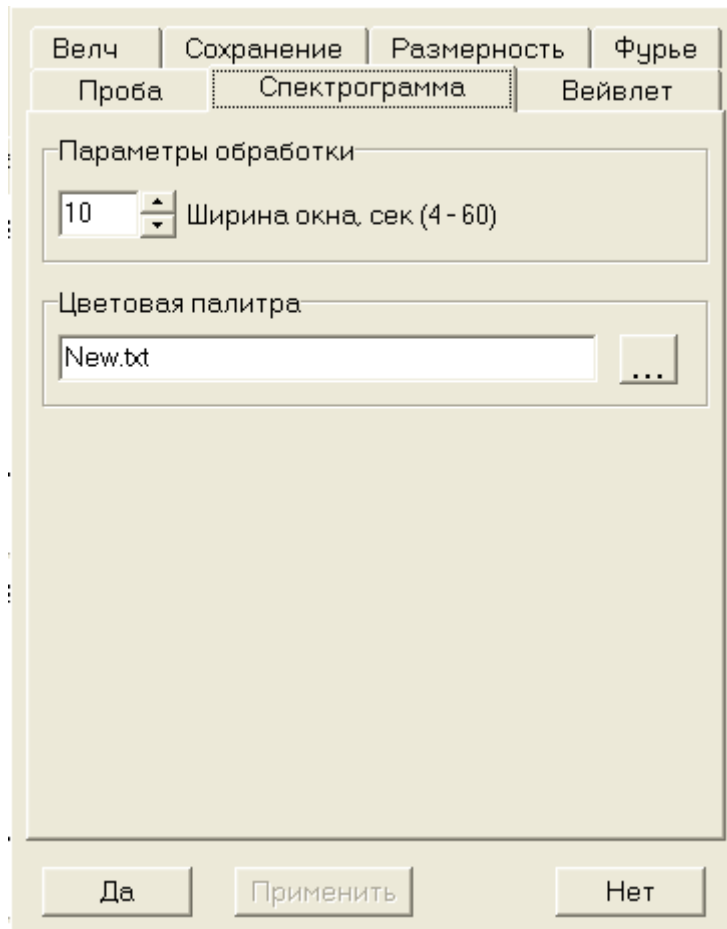 Велч Сохранение Размерность Фурье
Проба Спектрограмма Вейвлет
Параметры обработки
10 Ширина окна, сек (4 - 60)
Цветовая палитра
New.txt ...
Да Применить Нет